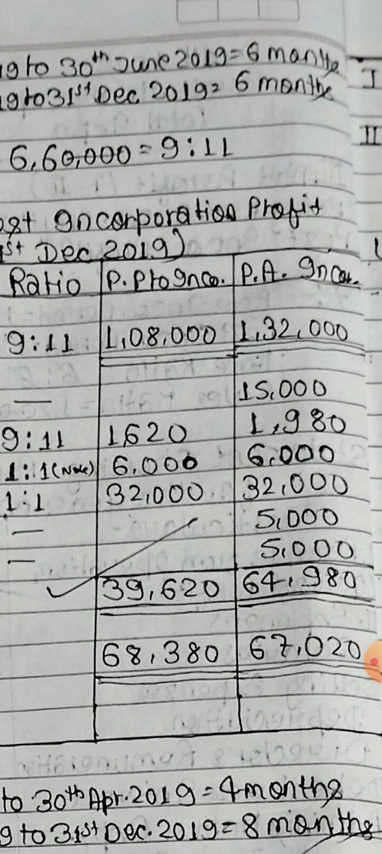 19 to 30th June 2019 = 6 months I
19 to 31st Dec 2019 = 6 months
6,60,000 = 9:11 II
Incorporation Profit
1st Dec 2019)
Ratio P.Pro Inco. P.A. Incor.
9:11 1,08,000 1,32,000
— 15,000
9:11 1620 1,980
1:1 (Note) 6,000 6,000
1:1 32,000 32,000
— 5,000
— 5,000
39,620 64,980
68,380 67,020
to 30th Apr. 2019 = 4 months
9 to 31st Dec. 2019 = 8 months